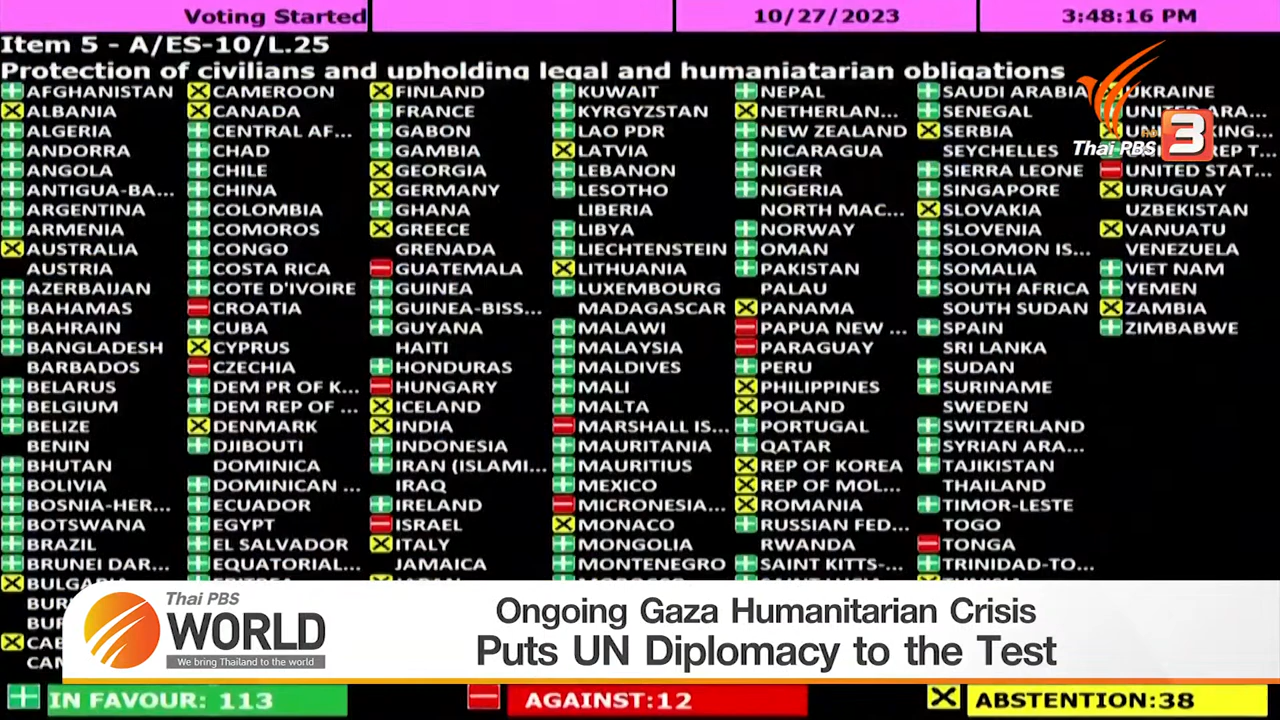 Voting Started
10/27/2023
3:48:16 PM
Item 5 - A/ES-10/L.25
Protection of civilians and upholding legal and humaniatarian obligations
AFGHANISTAN
ALBANIA
ALGERIA
ANDORRA
ANGOLA
ANTIGUA-BA...
ARGENTINA
ARMENIA
AUSTRALIA
AUSTRIA
AZERBAIJAN
BAHAMAS
BAHRAIN
BANGLADESH
BARBADOS
BELARUS
BELGIUM
BELIZE
BENIN
BHUTAN
BOLIVIA
BOSNIA-HER...
BOTSWANA
BRAZIL
BRUNEI DAR...
CAMEROON
CANADA
CENTRAL AF...
CHAD
CHILE
CHINA
COLOMBIA
COMOROS
CONGO
COSTA RICA
COTE D'IVOIRE
CROATIA
CUBA
CYPRUS
CZECHIA
DEM PR OF K...
DEM REP OF ...
DENMARK
DJIBOUTI
DOMINICA
DOMINICAN ...
ECUADOR
EGYPT
EL SALVADOR
EQUATORIAL...
FINLAND
FRANCE
GABON
GAMBIA
GEORGIA
GERMANY
GHANA
GREECE
GRENADA
GUATEMALA
GUINEA
GUINEA-BISS...
GUYANA
HAITI
HONDURAS
HUNGARY
ICELAND
INDIA
INDONESIA
IRAN (ISLAMI...
IRAQ
IRELAND
ISRAEL
ITALY
JAMAICA
KUWAIT
KYRGYZSTAN
LAO PDR
LATVIA
LEBANON
LESOTHO
LIBERIA
LIBYA
LIECHTENSTEIN
LITHUANIA
LUXEMBOURG
MADAGASCAR
MALAWI
MALAYSIA
MALDIVES
MALI
MALTA
MARSHALL IS...
MAURITANIA
MAURITIUS
MEXICO
MICRONESIA...
MONACO
MONGOLIA
MONTENEGRO
NEPAL
NETHERLAN...
NEW ZEALAND
NICARAGUA
NIGER
NIGERIA
NORTH MAC...
NORWAY
OMAN
PAKISTAN
PALAU
PANAMA
PAPUA NEW ...
PARAGUAY
PERU
PHILIPPINES
POLAND
PORTUGAL
QATAR
REP OF KOREA
REP OF MOL...
ROMANIA
RUSSIAN FED...
RWANDA
SAINT KITTS-...
SAUDI ARABIA
SENEGAL
SERBIA
SEYCHELLES
SIERRA LEONE
SINGAPORE
SLOVAKIA
SLOVENIA
SOLOMON IS...
SOMALIA
SOUTH AFRICA
SOUTH SUDAN
SPAIN
SRI LANKA
SUDAN
SURINAME
SWEDEN
SWITZERLAND
SYRIAN ARA...
TAJIKISTAN
THAILAND
TIMOR-LESTE
TOGO
TONGA
TRINIDAD-TO...
UKRAINE
UNITED ARA...
UNITED STAT...
URUGUAY
UZBEKISTAN
VANUATU
VENEZUELA
VIET NAM
YEMEN
ZAMBIA
ZIMBABWE
Thai PBS
HD
3
Thai PBS
WORLD
We bring Thailand to the world
Ongoing Gaza Humanitarian Crisis
Puts UN Diplomacy to the Test
IN FAVOUR: 113
AGAINST:12
ABSTENTION:38